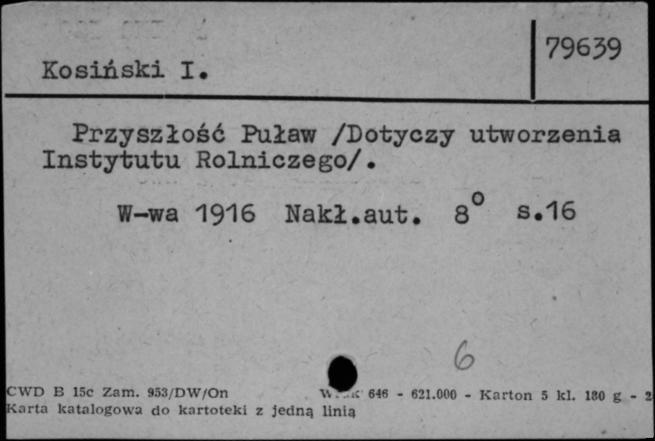 79639
Kosiński I.
Przyszłość Puław /Dotyczy utworzenia
Instytutu Rolniczego/.
W-wa 1916 Nakł.aut. 8° s.16
6
CWD B 15c Zam. 953/DW/On 646 - 621.000 - Karton 5 kl. 180 g - 2
Karta katalogowa do kartoteki z jedną linią